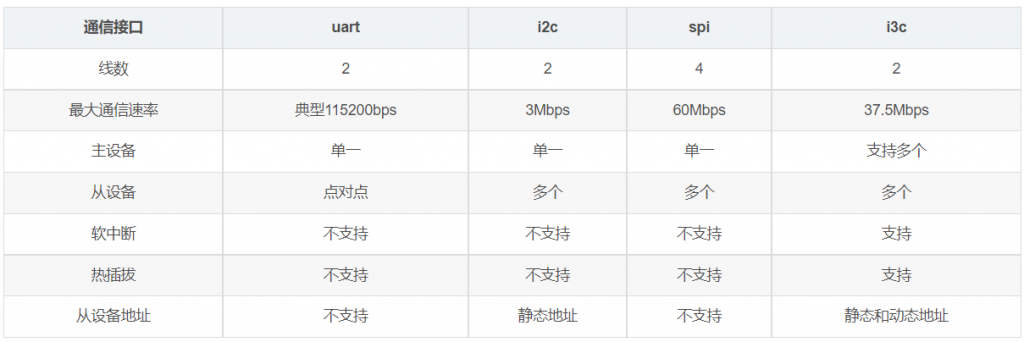 通信接口 uart i2c spi i3c
线数 2 2 4 2
最大通信速率 典型115200bps 3Mbps 60Mbps 37.5Mbps
主设备 单一 单一 单一 支持多个
从设备 点对点 多个 多个 多个
软中断 不支持 不支持 不支持 支持
热插拔 不支持 不支持 不支持 支持
从设备地址 不支持 静态地址 不支持 静态和动态地址